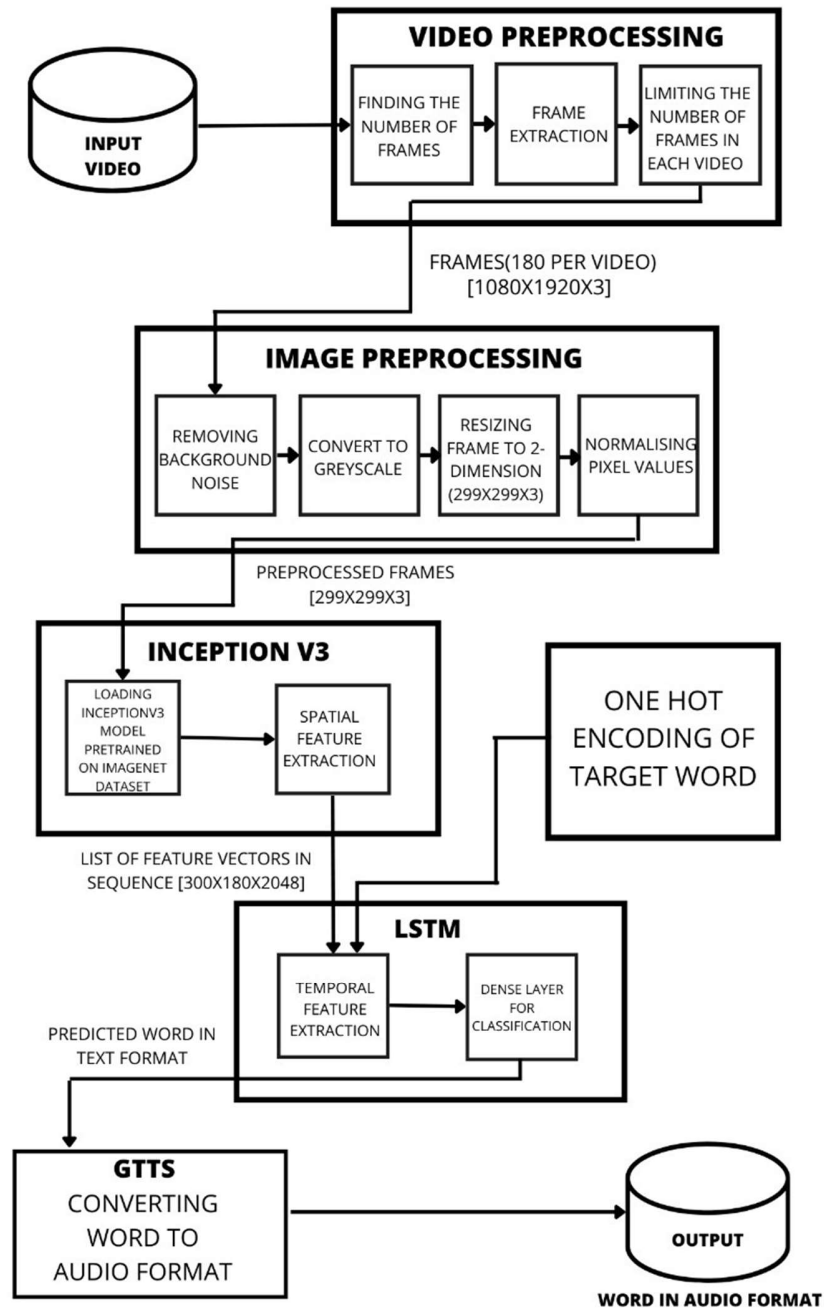 VIDEO PREPROCESSING
INPUT
VIDEO
FINDING THE
NUMBER OF
FRAMES
FRAME
EXTRACTION
LIMITING THE
NUMBER OF
FRAMES IN
EACH VIDEO
FRAMES(180 PER VIDEO)
[1080X1920X3]
IMAGE PREPROCESSING
REMOVING
BACKGROUND
NOISE
CONVERT TO
GREYSCALE
RESIZING
FRAME TO 2-
DIMENSION
(299X299X3)
NORMALISING
PIXEL VALUES
PREPROCESSED FRAMES
[299X299X3]
INCEPTION V3
LOADING
INCEPTIONV3
MODEL
PRETRAINED
ON IMAGENET
DATASET
SPATIAL
FEATURE
EXTRACTION
ONE HOT
ENCODING OF
TARGET WORD
LIST OF FEATURE VECTORS IN
SEQUENCE [300X180X2048]
LSTM
TEMPORAL
FEATURE
EXTRACTION
DENSE LAYER
FOR
CLASSIFICATION
PREDICTED WORD IN
TEXT FORMAT
GTTS
CONVERTING
WORD TO
AUDIO FORMAT
OUTPUT
WORD IN AUDIO FORMAT